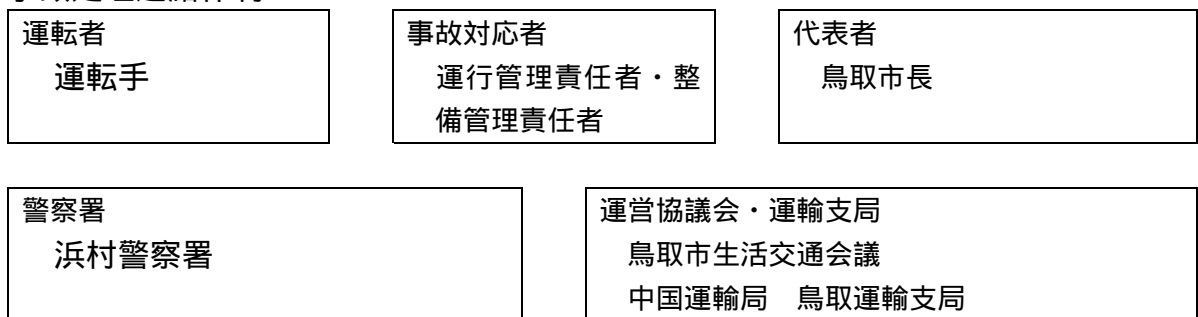 運転者
運転手
事故対応者
運行管理責任者・整
備管理責任者
代表者
鳥取市長
警察署
浜村警察署
運営協議会・運輸支局
鳥取市生活交通会議
中国運輸局 鳥取運輸支局